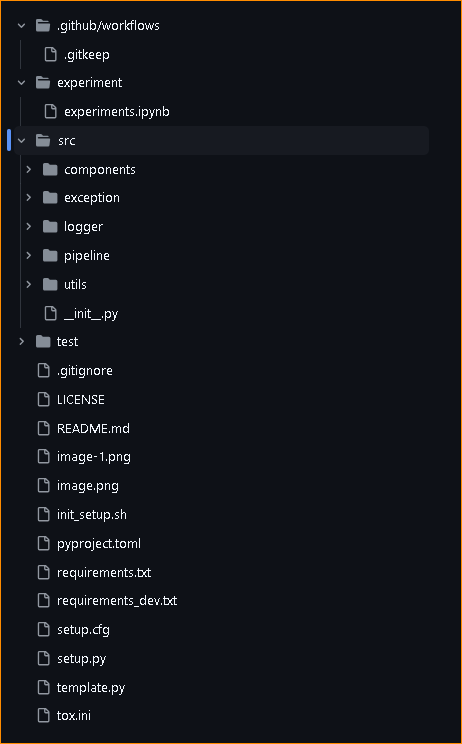 .github/workflows
.gitkeep
experiment
experiments.ipynb
src
components
exception
logger
pipeline
utils
__init__.py
test
.gitignore
LICENSE
README.md
image-1.png
image.png
init_setup.sh
pyproject.toml
requirements.txt
requirements_dev.txt
setup.cfg
setup.py
template.py
tox.ini